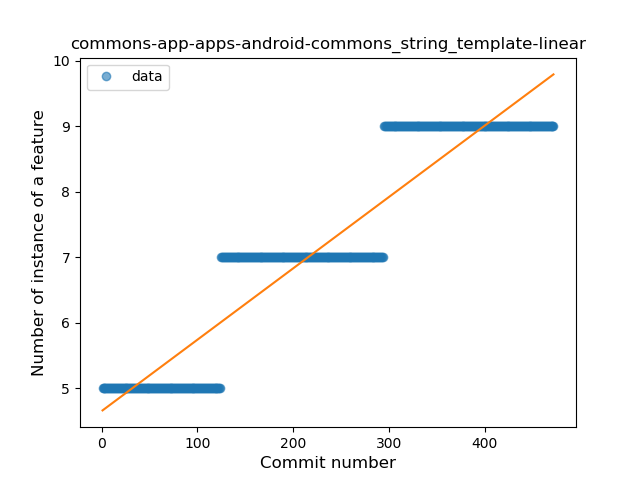 commons-app-apps-android-commons_string_template-linear
data
Number of instance of a feature
10
9
8
7
6
5
0 100 200 300 400
Commit number